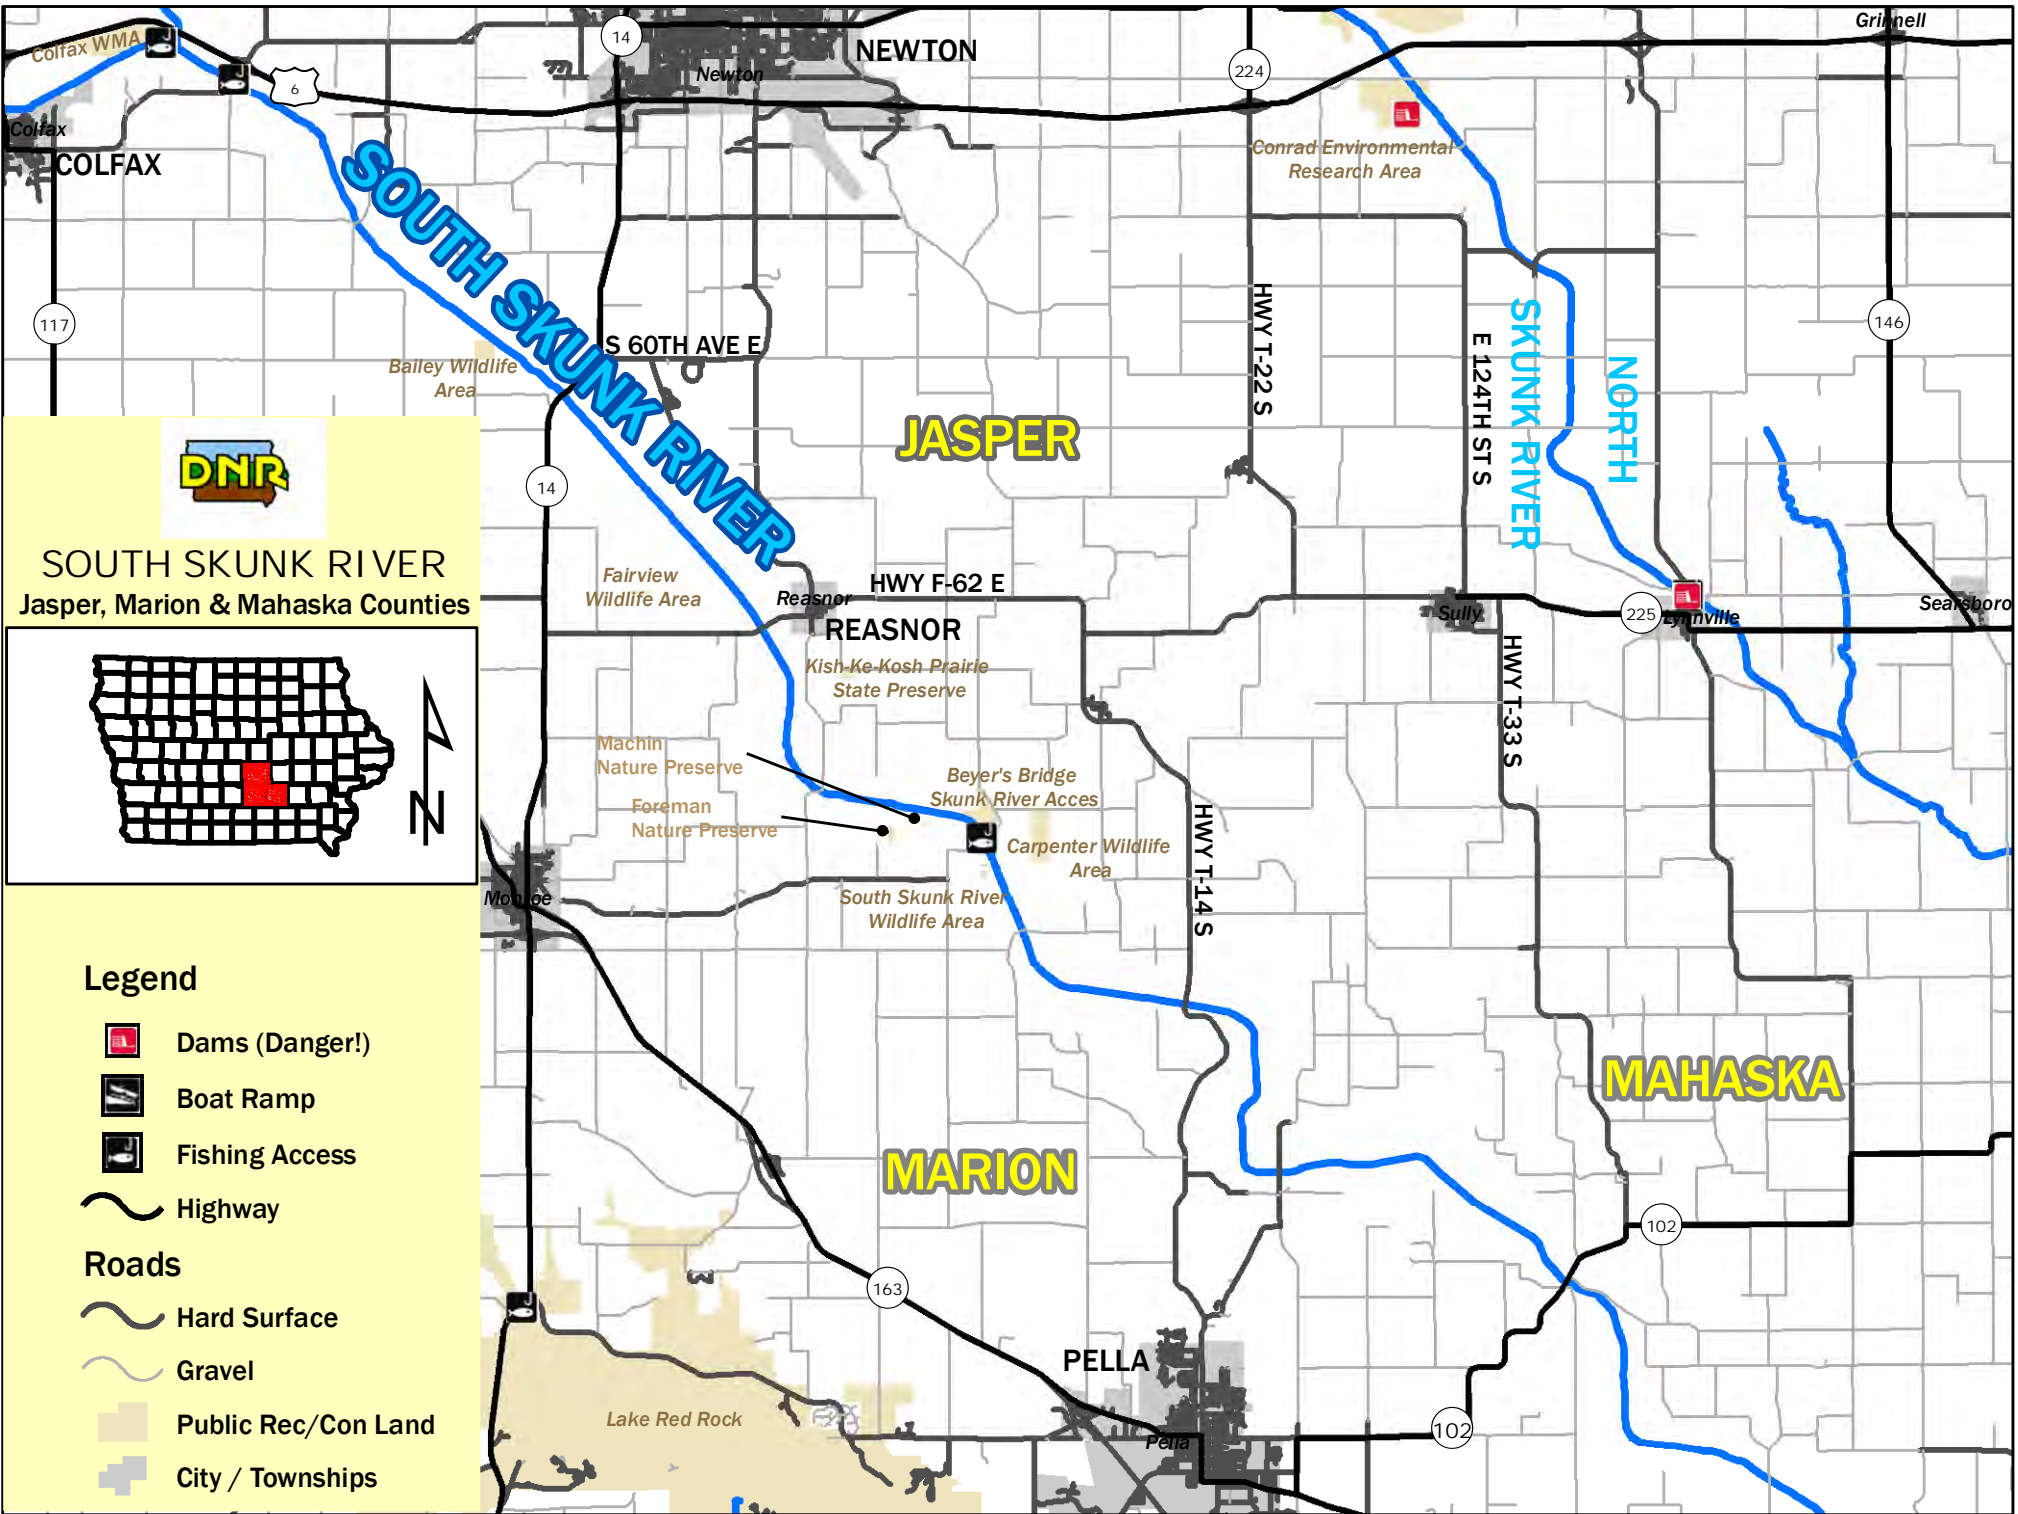 Colfax WMA
6
Colfax
COLFAX
117
14
NEWTON
Newton
224
Grinnell
Conrad Environmental
Research Area
146
SOUTH SKUNK RIVER
S 60TH AVE E
Bailey Wildlife
Area
JASPER
HWY T-22 S
E 124TH ST S
SKUNK RIVER
NORTH
14
Fairview
Wildlife Area
Reasnor
HWY F-62 E
REASNOR
Kish-Ke-Kosh Prairie
State Preserve
Sully
225
Lynnville
Searsboro
HWY T-33 S
Machin
Nature Preserve
Foreman
Nature Preserve
Beyer's Bridge
Skunk River Acces
Carpenter Wildlife
Area
HWY T-14 S
South Skunk River
Wildlife Area
Monroe
MAHASKA
MARION
102
163
PELLA
Pella
102
Lake Red Rock
DNR
SOUTH SKUNK RIVER
Jasper, Marion & Mahaska Counties
N
Legend
Dams (Danger!)
Boat Ramp
Fishing Access
Highway
Roads
Hard Surface
Gravel
Public Rec/Con Land
City / Townships